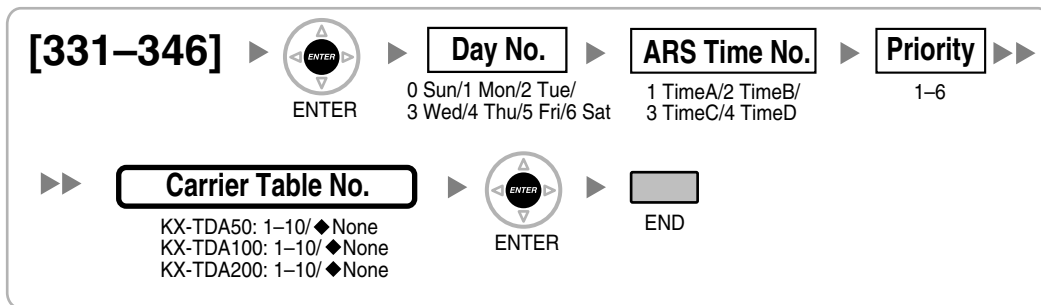 [331–346] ENTER Day No. ARS Time No. Priority
ENTER 0 Sun/1 Mon/2 Tue/ 1 TimeA/2 TimeB/ 1–6
3 Wed/4 Thu/5 Fri/6 Sat 3 TimeC/4 TimeD
Carrier Table No. ENTER
KX-TDA50: 1–10/◆None ENTER END
KX-TDA100: 1–10/◆None
KX-TDA200: 1–10/◆None